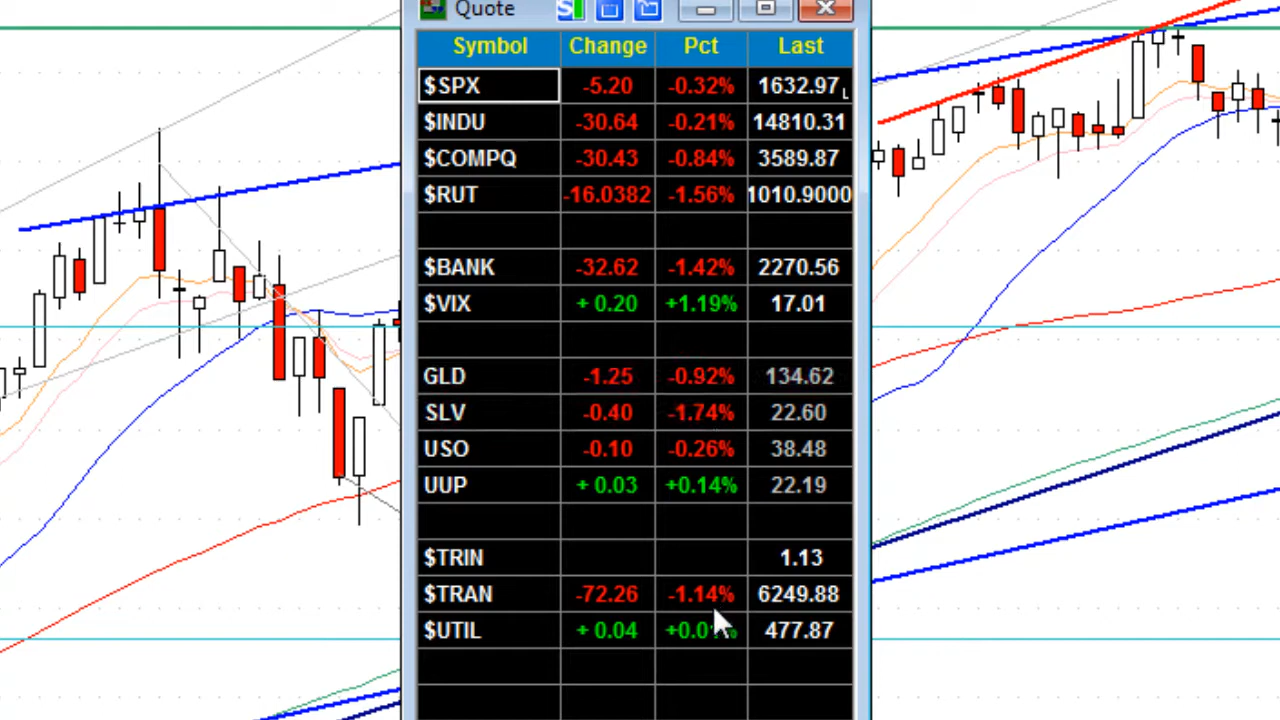 Quote
Symbol Change Pct Last
$SPX -5.20 -0.32% 1632.97 L
$INDU -30.64 -0.21% 14810.31
$COMPQ -30.43 -0.84% 3589.87
$RUT -16.0382 -1.56% 1010.9000
$BANK -32.62 -1.42% 2270.56
$VIX + 0.20 +1.19% 17.01
GLD -1.25 -0.92% 134.62
SLV -0.40 -1.74% 22.60
USO -0.10 -0.26% 38.48
UUP + 0.03 +0.14% 22.19
$TRIN 1.13
$TRAN -72.26 -1.14% 6249.88
$UTIL + 0.04 477.87